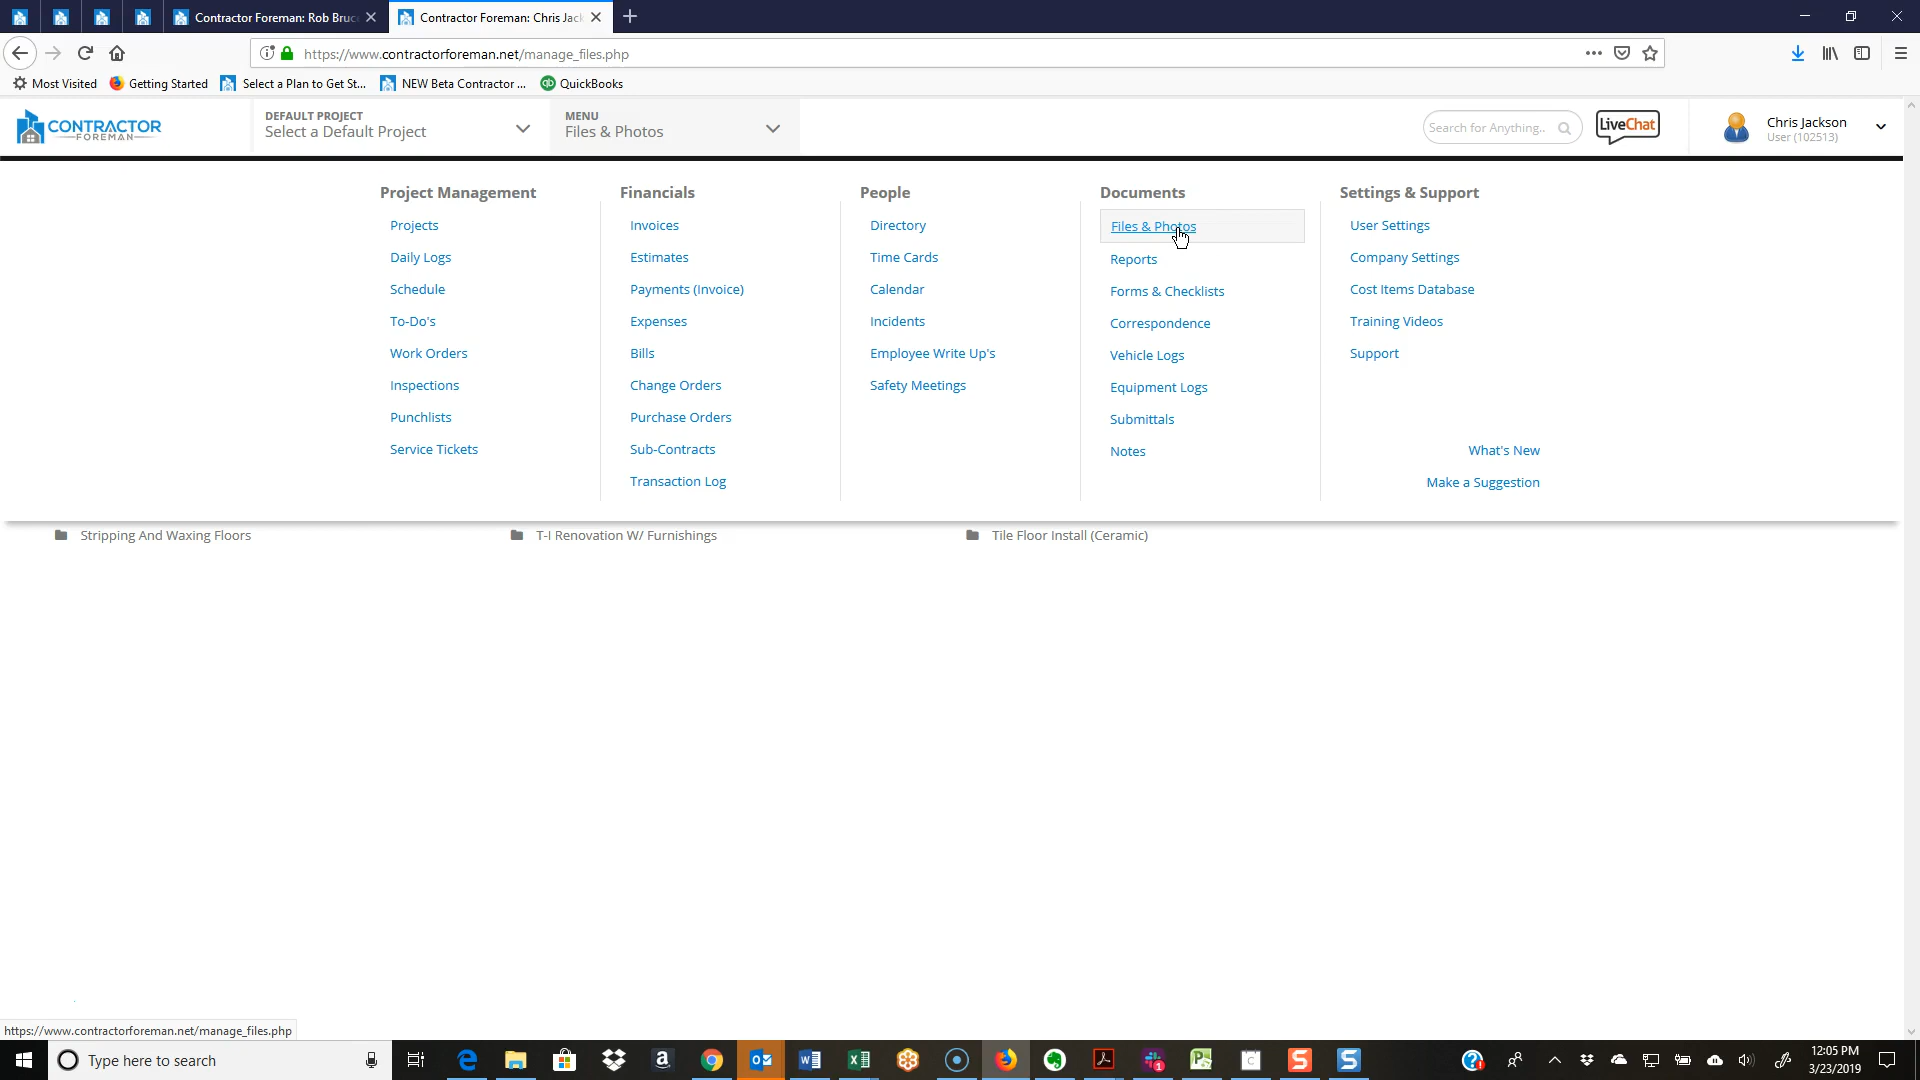 Contractor Foreman: Rob Bruc
Contractor Foreman: Chris Jack
https://www.contractorforeman.net/manage_files.php
Most Visited
Getting Started
Select a Plan to Get St...
NEW Beta Contractor ...
QuickBooks
CONTRACTOR
FOREMAN
DEFAULT PROJECT
Select a Default Project
MENU
Files & Photos
Search for Anything..
LiveChat
Chris Jackson
User (102513)
Project Management
Projects
Daily Logs
Schedule
To-Do's
Work Orders
Inspections
Punchlists
Service Tickets
Financials
Invoices
Estimates
Payments (Invoice)
Expenses
Bills
Change Orders
Purchase Orders
Sub-Contracts
Transaction Log
People
Directory
Time Cards
Calendar
Incidents
Employee Write Up's
Safety Meetings
Documents
Files & Photos
Reports
Forms & Checklists
Correspondence
Vehicle Logs
Equipment Logs
Submittals
Notes
Settings & Support
User Settings
Company Settings
Cost Items Database
Training Videos
Support
What's New
Make a Suggestion
Stripping And Waxing Floors
T-I Renovation W/ Furnishings
Tile Floor Install (Ceramic)
https://www.contractorforeman.net/manage_files.php
Type here to search
12:05 PM
3/23/2019